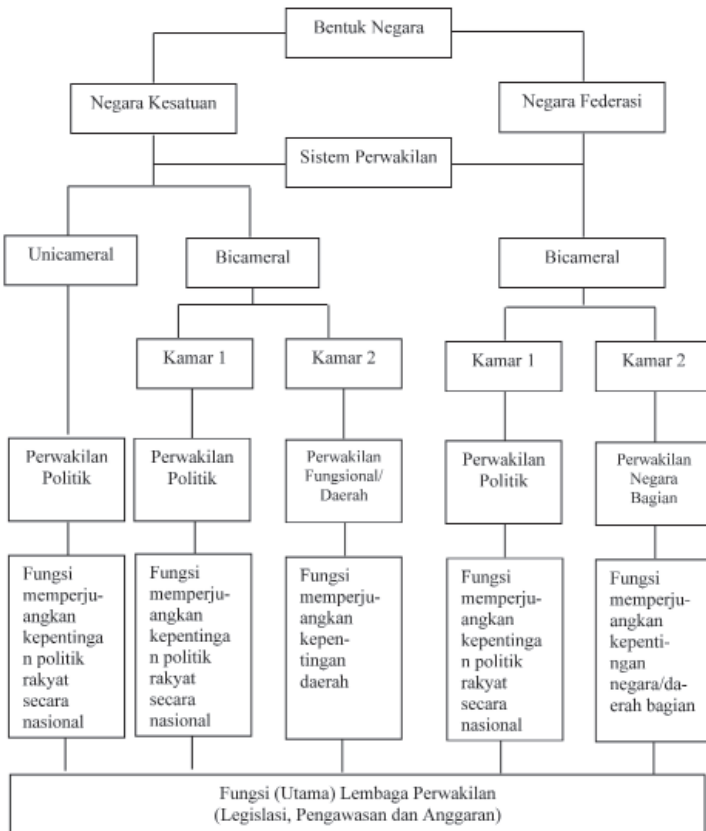 Bentuk Negara
Negara Kesatuan
Negara Federasi
Sistem Perwakilan
Unicameral
Bicameral
Bicameral
Kamar 1
Kamar 2
Kamar 1
Kamar 2
Perwakilan
Politik
Perwakilan
Politik
Perwakilan
Fungsional/
Daerah
Perwakilan
Politik
Perwakilan
Negara
Bagian
Fungsi
memperju-
angkan
kepentinga
n politik
rakyat
secara
nasional
Fungsi
memperju-
angkan
kepentinga
n politik
rakyat
secara
nasional
Fungsi
memperju-
angkan
kepen-
tingan
daerah
Fungsi
memperju-
angkan
kepentinga
n politik
rakyat
secara
nasional
Fungsi
memperju-
angkan
kepenti-
ngan
negara/da-
erah bagian
Fungsi (Utama) Lembaga Perwakilan
(Legislasi, Pengawasan dan Anggaran)